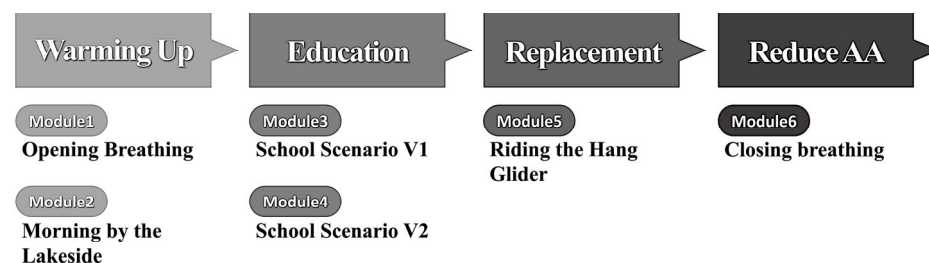 Warming Up
Education
Replacement
Reduce AA
Module1
Opening Breathing
Module2
Morning by the
Lakeside
Module3
School Scenario V1
Module4
School Scenario V2
Module5
Riding the Hang
Glider
Module6
Closing breathing